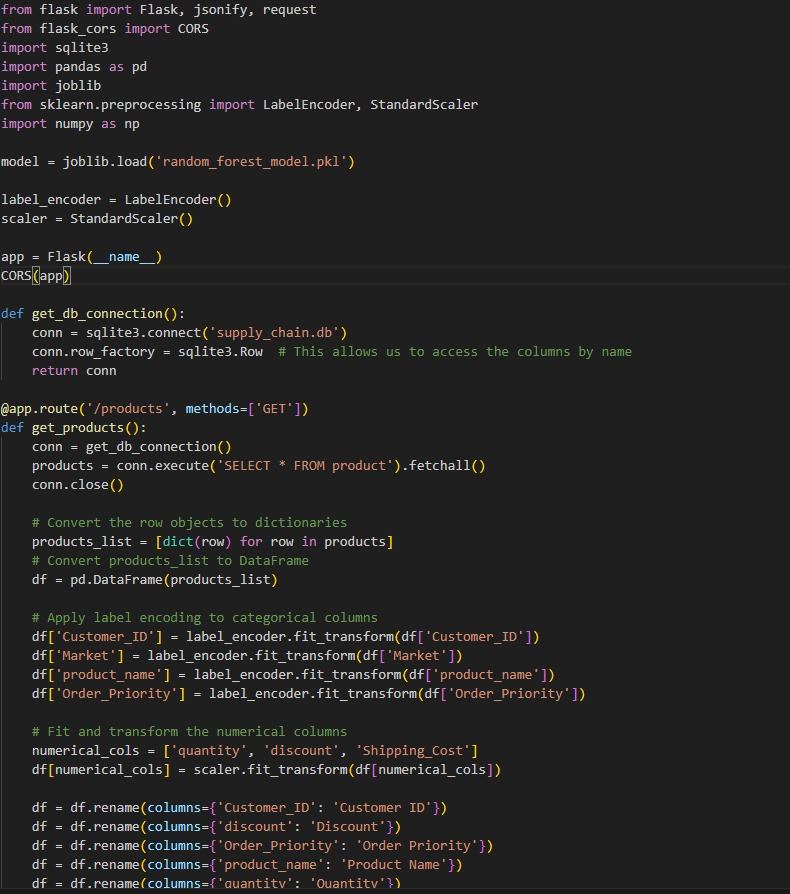 from flask import Flask, jsonify, request
from flask_cors import CORS
import sqlite3
import pandas as pd
import joblib
from sklearn.preprocessing import LabelEncoder, StandardScaler
import numpy as np

model = joblib.load('random_forest_model.pkl')

label_encoder = LabelEncoder()
scaler = StandardScaler()

app = Flask(__name__)
CORS(app)

def get_db_connection():
    conn = sqlite3.connect('supply_chain.db')
    conn.row_factory = sqlite3.Row  # This allows us to access the columns by name
    return conn

@app.route('/products', methods=['GET'])
def get_products():
    conn = get_db_connection()
    products = conn.execute('SELECT * FROM product').fetchall()
    conn.close()

    # Convert the row objects to dictionaries
    products_list = [dict(row) for row in products]
    # Convert products_list to DataFrame
    df = pd.DataFrame(products_list)

    # Apply label encoding to categorical columns
    df['Customer_ID'] = label_encoder.fit_transform(df['Customer_ID'])
    df['Market'] = label_encoder.fit_transform(df['Market'])
    df['product_name'] = label_encoder.fit_transform(df['product_name'])
    df['Order_Priority'] = label_encoder.fit_transform(df['Order_Priority'])

    # Fit and transform the numerical columns
    numerical_cols = ['quantity', 'discount', 'Shipping_Cost']
    df[numerical_cols] = scaler.fit_transform(df[numerical_cols])

    df = df.rename(columns={'Customer_ID': 'Customer ID'})
    df = df.rename(columns={'discount': 'Discount'})
    df = df.rename(columns={'Order_Priority': 'Order Priority'})
    df = df.rename(columns={'product_name': 'Product Name'})
    df = df.rename(columns={'quantity': 'Quantity'})